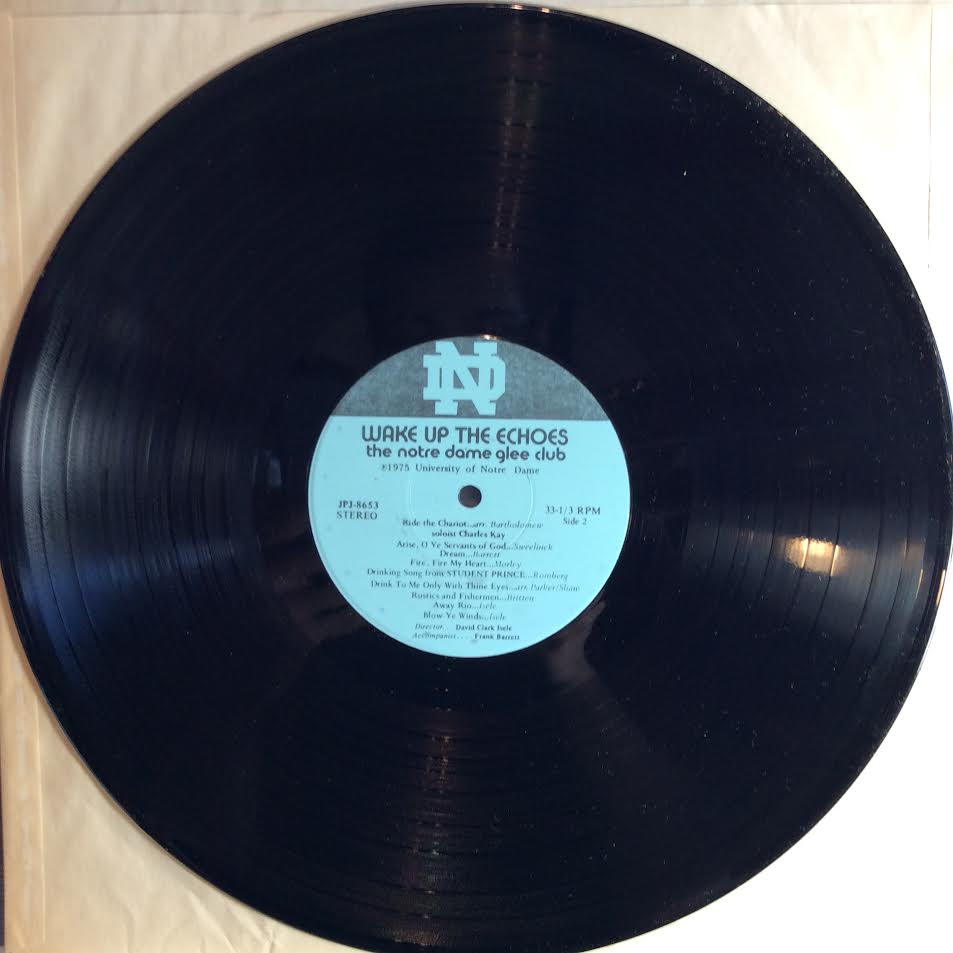 ND
WAKE UP THE ECHOES
the notre dame glee club
℗1975 University of Notre Dame
JPJ-8653
STEREO
33-1/3 RPM
Side 2
Ride the Chariot...arr. Bartholomew
soloist Charles Kay
Arise, O Ye Servants of God...Sweelinck
Dream...Barrett
Fire, Fire My Heart...Morley
Drinking Song from STUDENT PRINCE...Romberg
Drink To Me Only With Thine Eyes...arr. Parker/Shaw
Rustics and Fishermen...Britten
Away Rio...Isele
Blow Ye Winds...Isele
Director.. David Clark Isele
Accompanist.... Frank Barrett